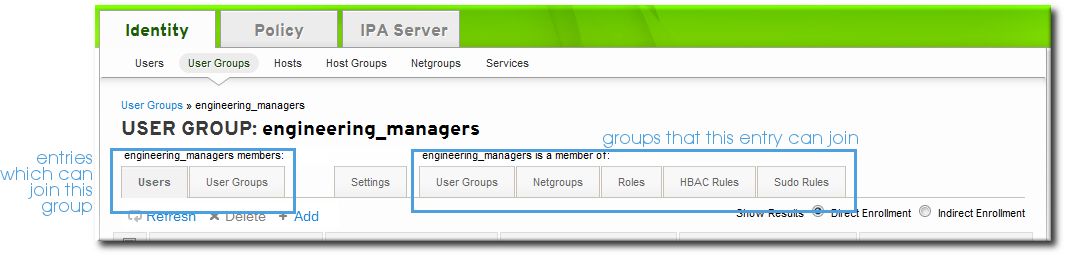 Identity Policy IPA Server
Users User Groups Hosts Host Groups Netgroups Services
User Groups » engineering_managers
USER GROUP: engineering_managers
groups that this entry can join
entries
which can
join this
group
engineering_managers members:
engineering_managers is a member of:
Users User Groups Settings User Groups Netgroups Roles HBAC Rules Sudo Rules
Refresh Delete + Add
Show Results Direct Enrollment Indirect Enrollment